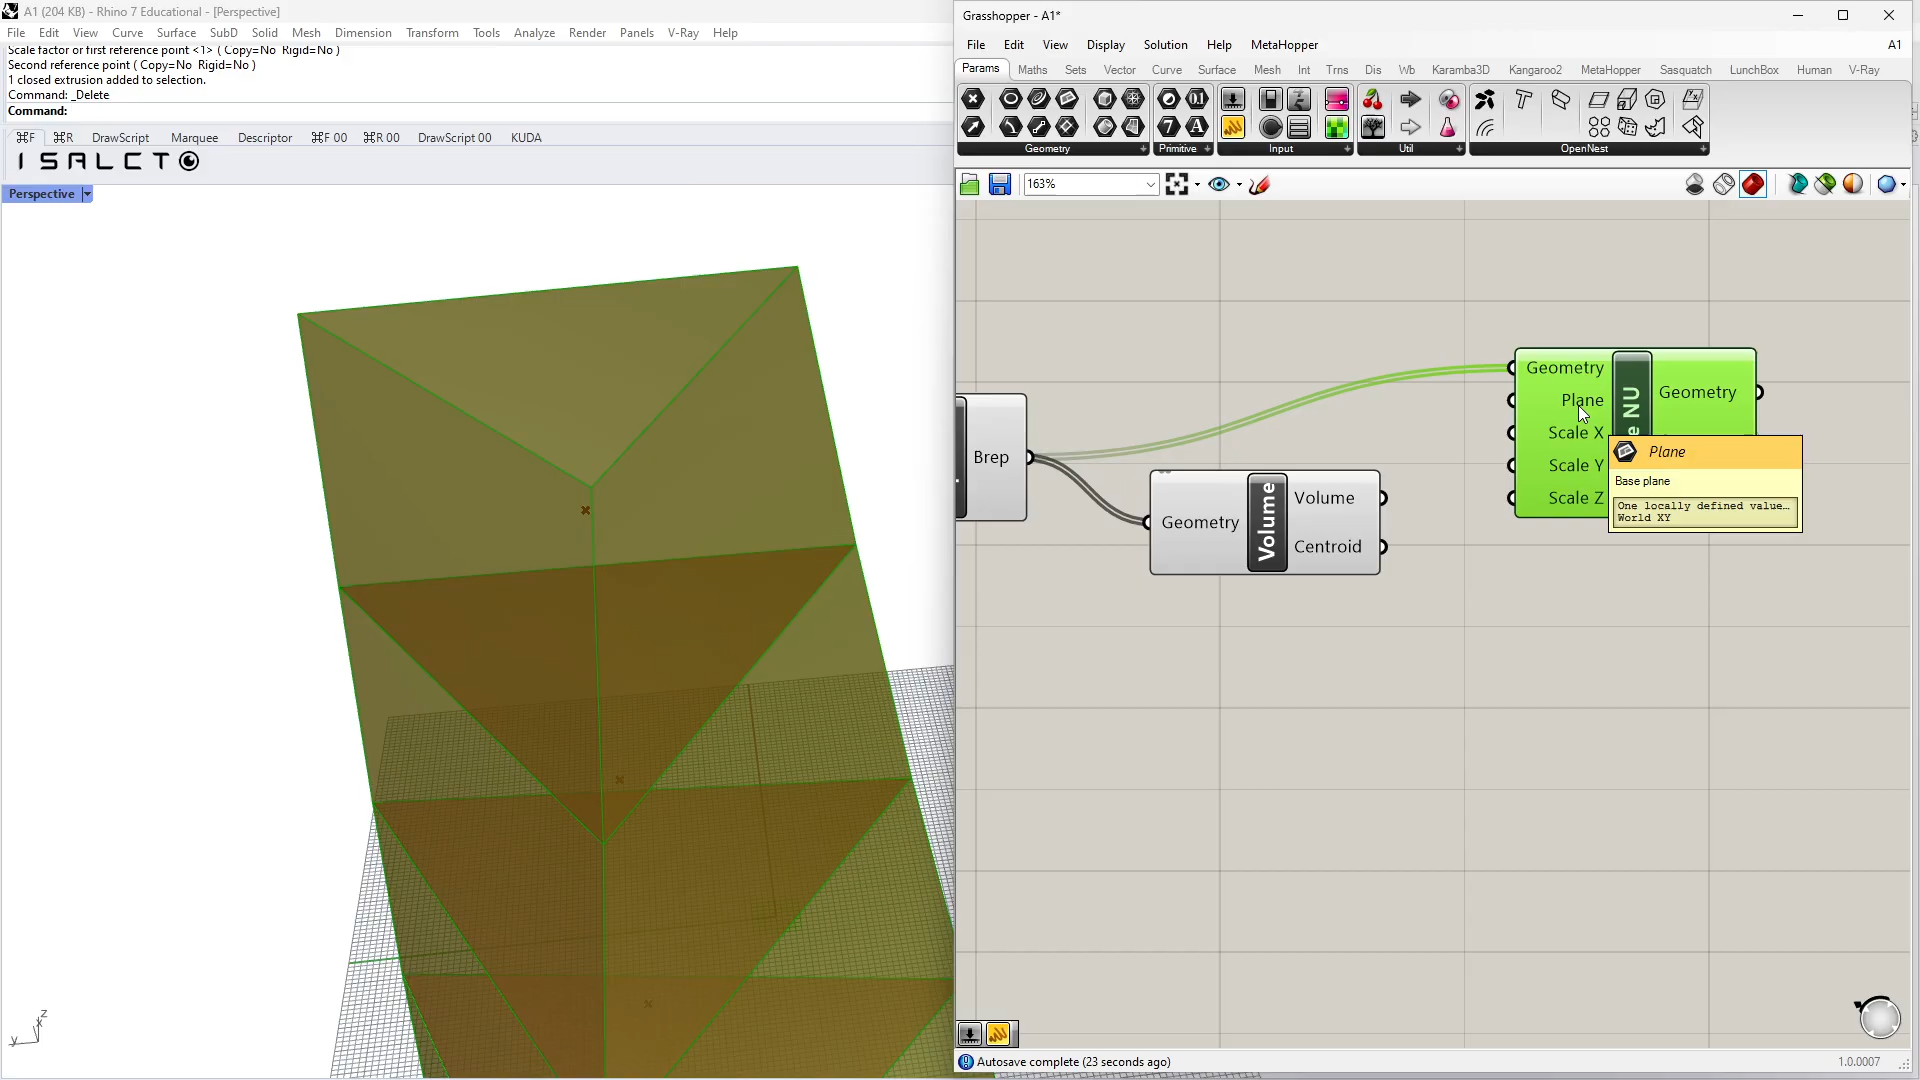 A1 (204 KB) - Rhino 7 Educational - [Perspective]
File Edit View Curve Surface SubD Solid Mesh Dimension Transform Tools Analyze Render Panels V-Ray Help
Scale factor or first reference point <1> ( Copy=No Rigid=No )
Second reference point ( Copy=No Rigid=No )
1 closed extrusion added to selection.
Command: _Delete
Command:
⌘F ⌘R DrawScript Marquee Descriptor ⌘F 00 ⌘R 00 DrawScript 00 KUDA
I S A L C T
Perspective
z
x
y
Grasshopper - A1*
File Edit View Display Solution Help MetaHopper A1
Params Maths Sets Vector Curve Surface Mesh Int Trns Dis Wb Karamba3D Kangaroo2 MetaHopper Sasquatch LunchBox Human V-Ray
Geometry Primitive Input Util OpenNest
163%
Brep
Geometry Volume Volume
Centroid
Geometry
Plane
Scale X
Scale Y
Scale Z
e NU
Geometry
Plane
Base plane
One locally defined value...
World XY
Autosave complete (23 seconds ago)
1.0.0007